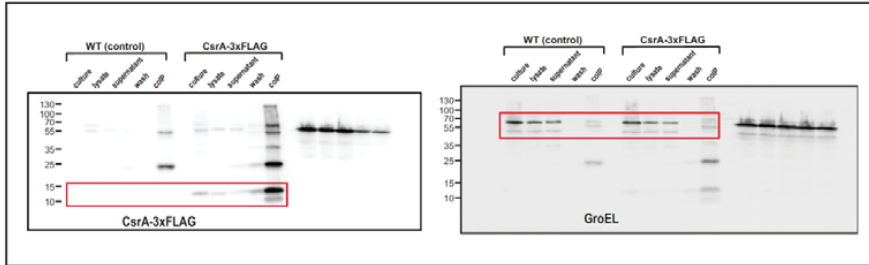 WT (control) CsrA-3xFLAG
culture lysate supernatant wash coIP culture lysate supernatant wash coIP
130
100
70
55
35
25
15
10
CsrA-3xFLAG
WT (control) CsrA-3xFLAG
culture lysate supernatant wash coIP culture lysate supernatant wash coIP
130
100
70
55
35
25
15
10
GroEL